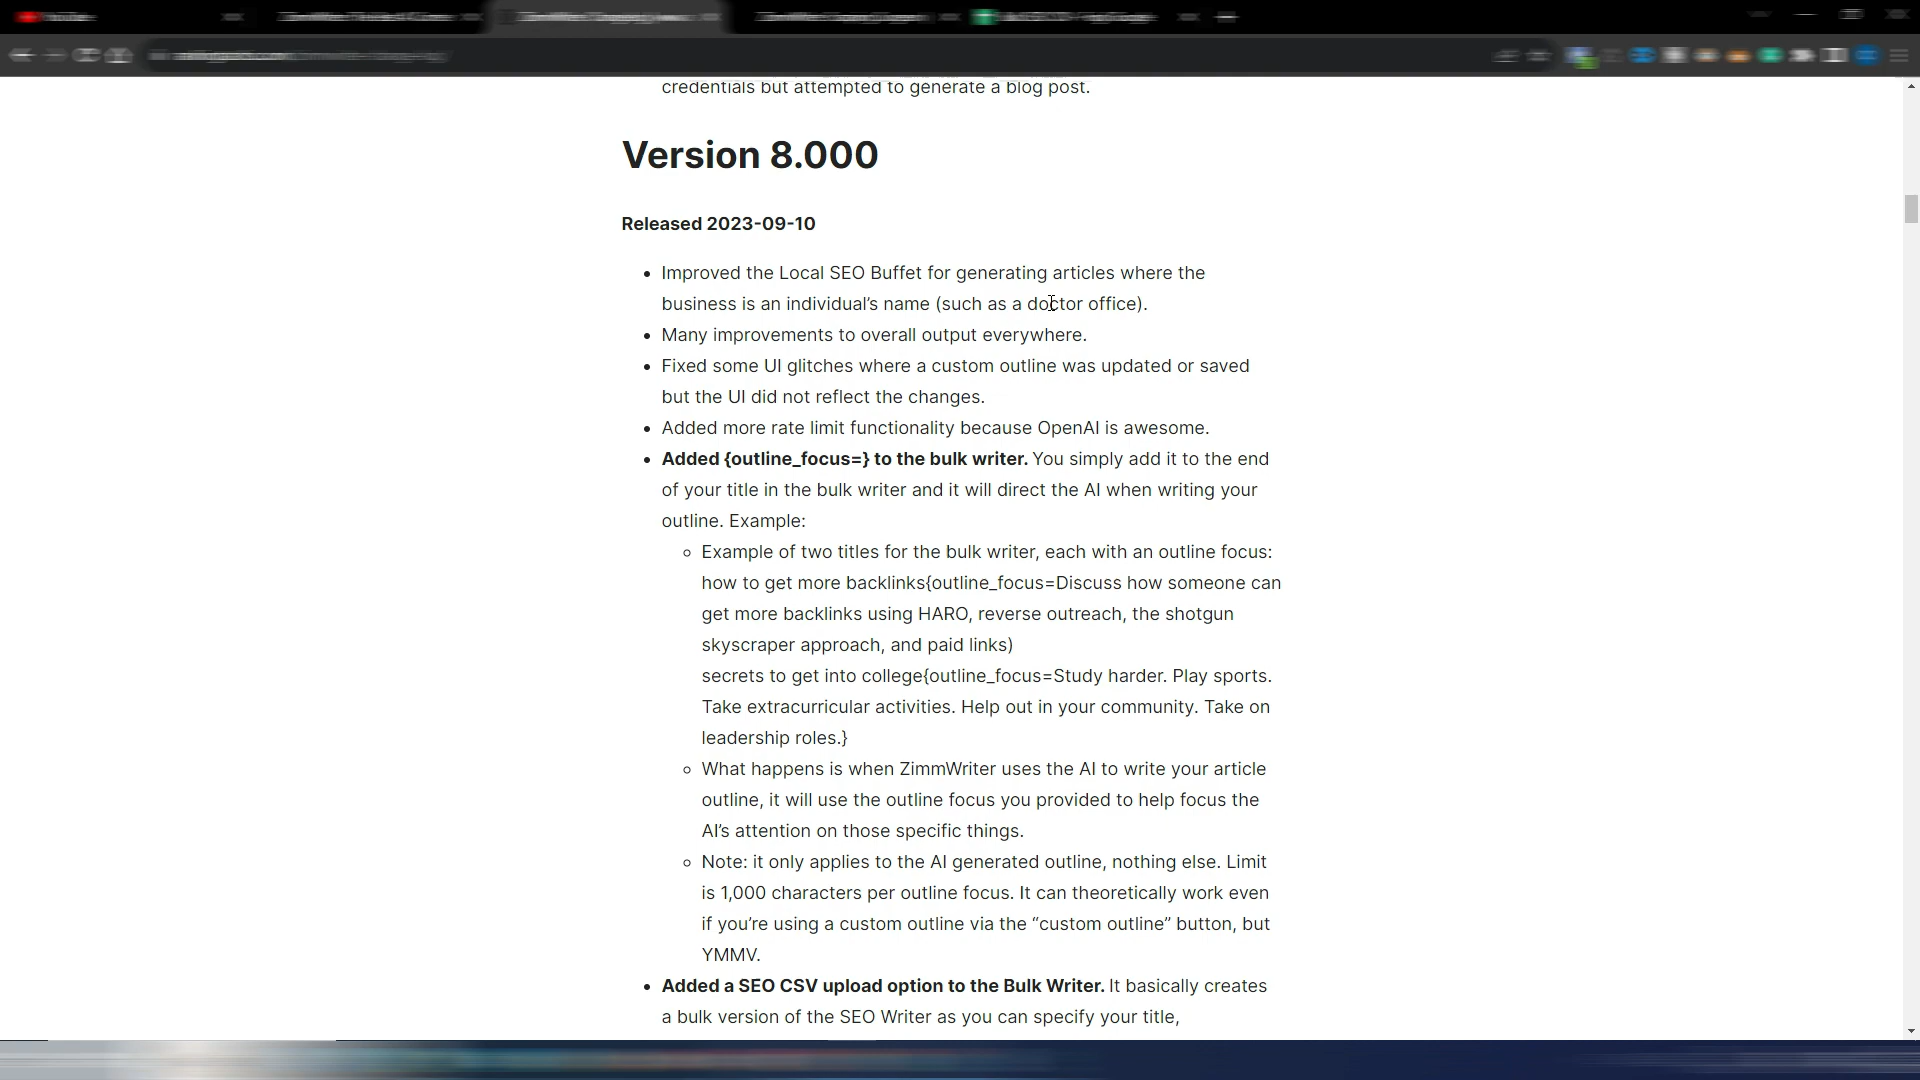 credentials but attempted to generate a blog post.
Version 8.000
Released 2023-09-10
• Improved the Local SEO Buffet for generating articles where the
business is an individual’s name (such as a doctor office).
• Many improvements to overall output everywhere.
• Fixed some UI glitches where a custom outline was updated or saved
but the UI did not reflect the changes.
• Added more rate limit functionality because OpenAI is awesome.
• Added {outline_focus=} to the bulk writer. You simply add it to the end
of your title in the bulk writer and it will direct the AI when writing your
outline. Example:
◦ Example of two titles for the bulk writer, each with an outline focus:
how to get more backlinks{outline_focus=Discuss how someone can
get more backlinks using HARO, reverse outreach, the shotgun
skyscraper approach, and paid links)
secrets to get into college{outline_focus=Study harder. Play sports.
Take extracurricular activities. Help out in your community. Take on
leadership roles.}
◦ What happens is when ZimmWriter uses the AI to write your article
outline, it will use the outline focus you provided to help focus the
AI’s attention on those specific things.
◦ Note: it only applies to the AI generated outline, nothing else. Limit
is 1,000 characters per outline focus. It can theoretically work even
if you’re using a custom outline via the “custom outline” button, but
YMMV.
• Added a SEO CSV upload option to the Bulk Writer. It basically creates
a bulk version of the SEO Writer as you can specify your title,